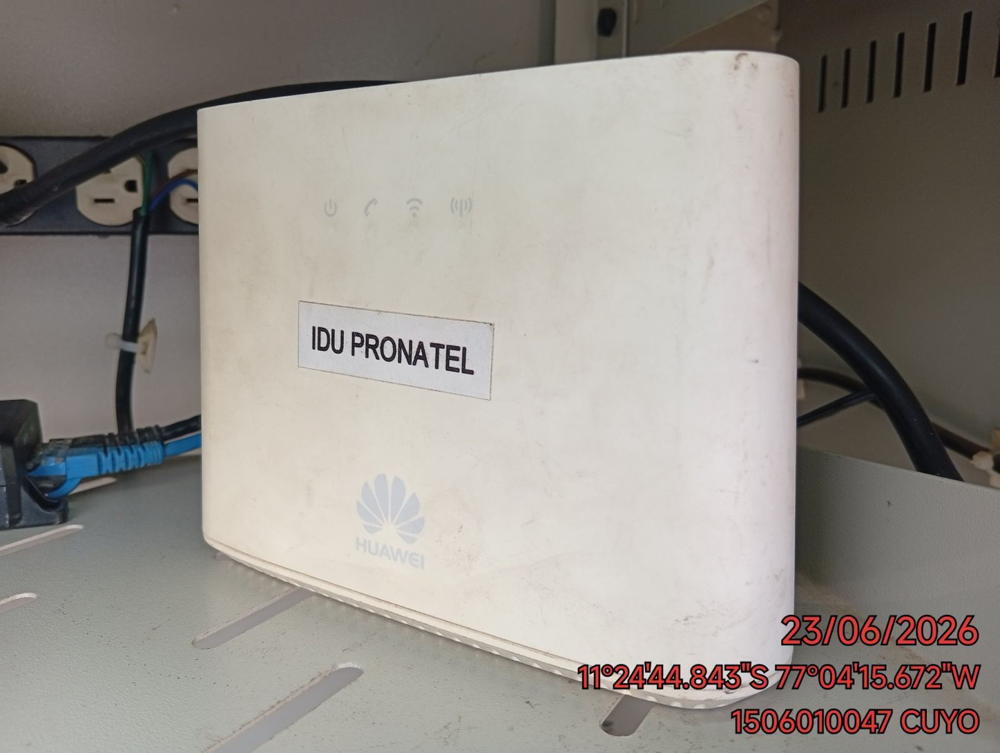 IDU PRONATEL
HUAWEI
23/06/2026
11°24'44.843"S 77°04'15.672"W
1506010047 CUYO